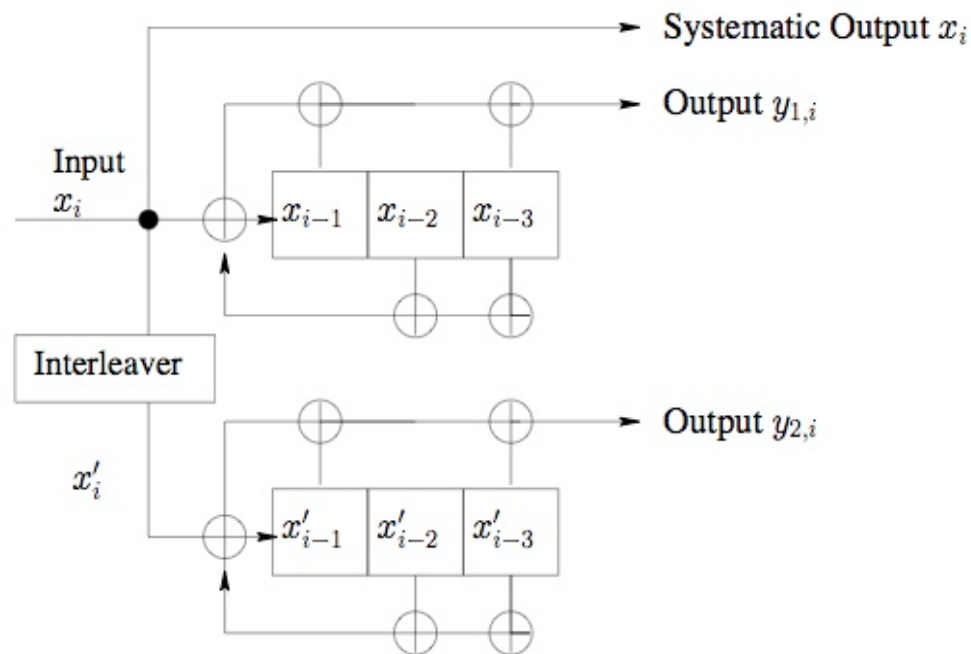 Systematic Output x_i
Output y_{1,i}
Input
x_i
x_{i-1} x_{i-2} x_{i-3}
Interleaver
Output y_{2,i}
x'_i
x'_{i-1} x'_{i-2} x'_{i-3}